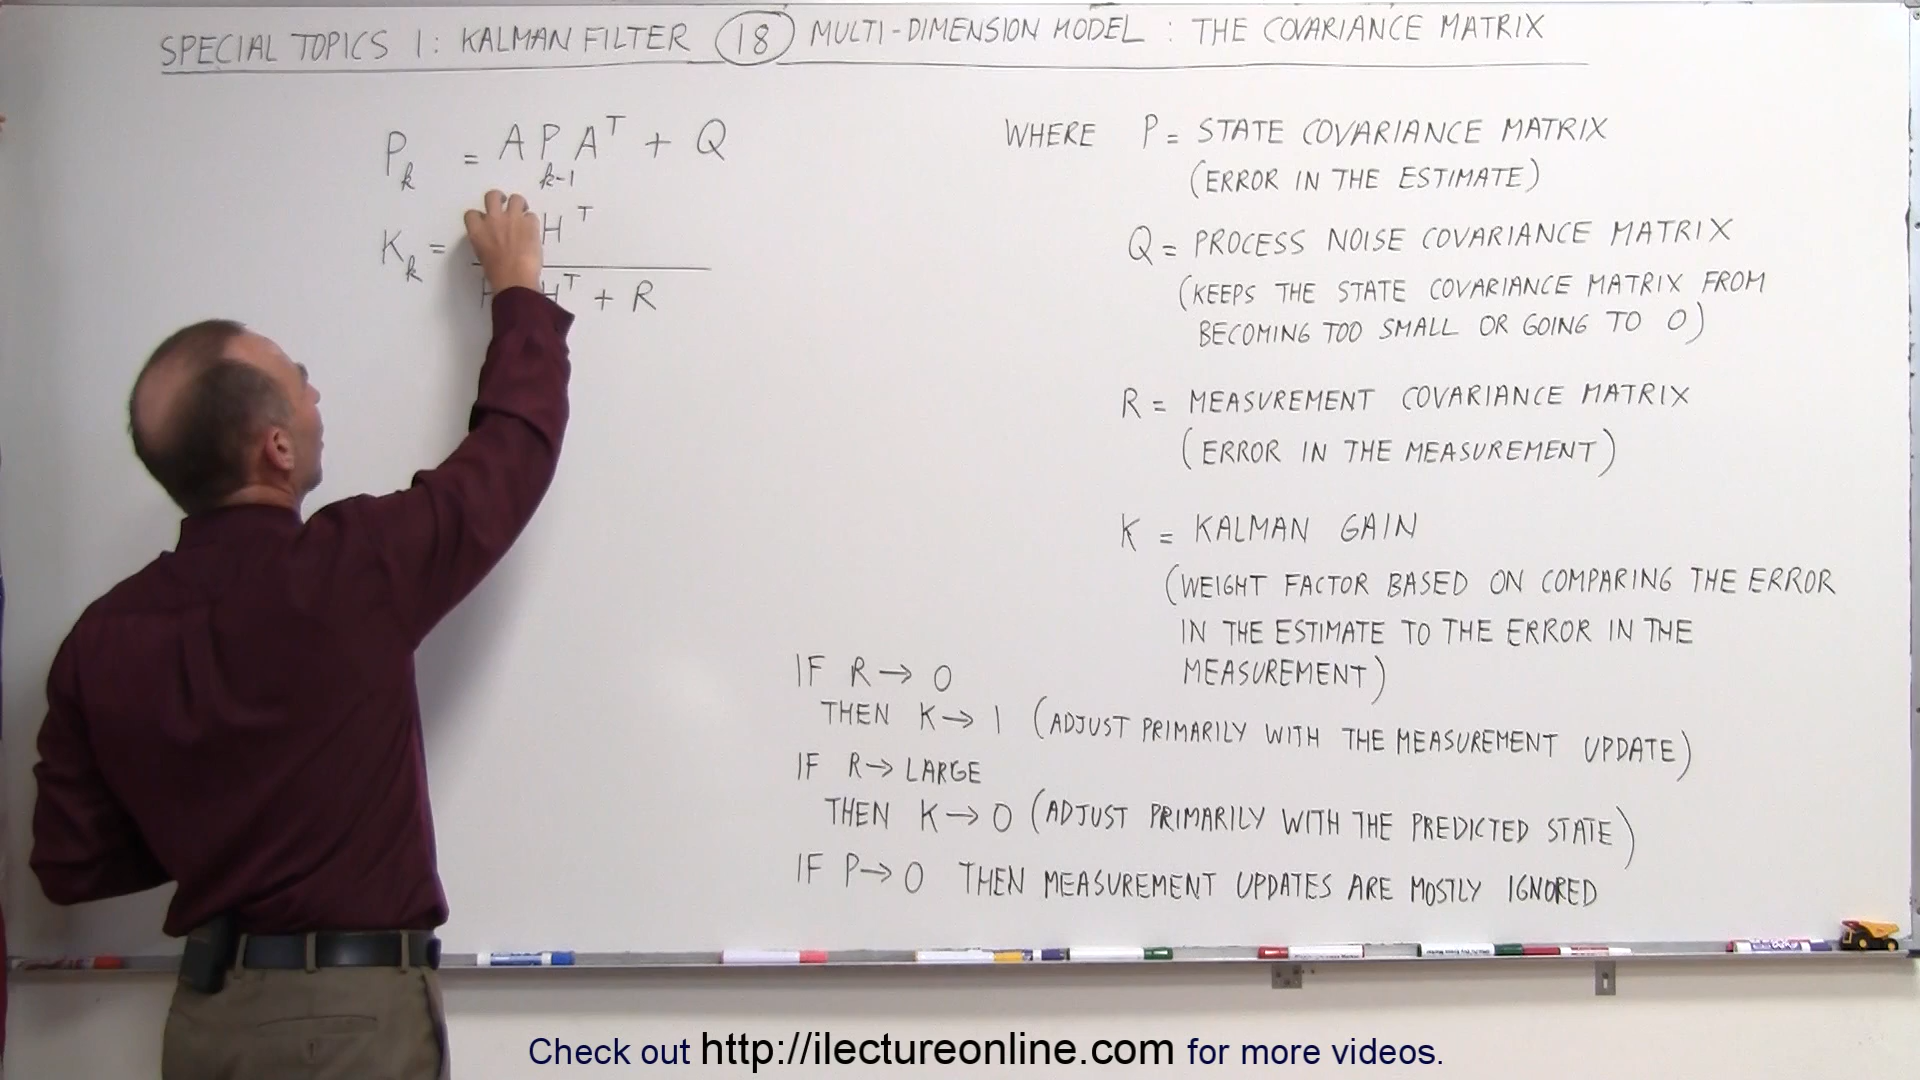 SPECIAL TOPICS 1: KALMAN FILTER (18) MULTI-DIMENSION MODEL : THE COVARIANCE MATRIX
P_k = A P_{k-1} A^T + Q
K_k = H^T
H^T + R
WHERE P = STATE COVARIANCE MATRIX
(ERROR IN THE ESTIMATE)
Q = PROCESS NOISE COVARIANCE MATRIX
(KEEPS THE STATE COVARIANCE MATRIX FROM
BECOMING TOO SMALL OR GOING TO 0)
R = MEASUREMENT COVARIANCE MATRIX
(ERROR IN THE MEASUREMENT)
K = KALMAN GAIN
(WEIGHT FACTOR BASED ON COMPARING THE ERROR
IN THE ESTIMATE TO THE ERROR IN THE
MEASUREMENT)
IF R → 0
THEN K → 1 (ADJUST PRIMARILY WITH THE MEASUREMENT UPDATE)
IF R → LARGE
THEN K → 0 (ADJUST PRIMARILY WITH THE PREDICTED STATE)
IF P → 0 THEN MEASUREMENT UPDATES ARE MOSTLY IGNORED
Check out http://ilectureonline.com for more videos.